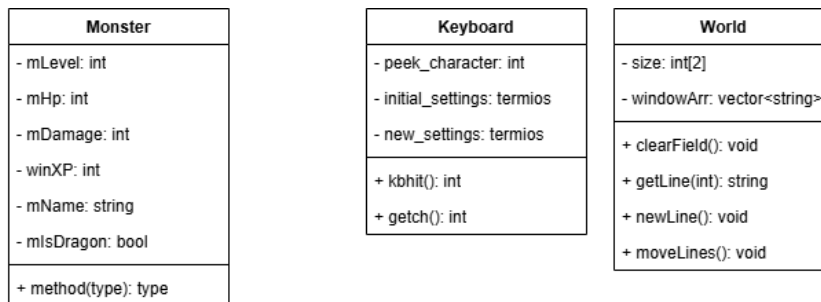 Monster
- mLevel: int
- mHp: int
- mDamage: int
- winXP: int
- mName: string
- mIsDragon: bool
+ method(type): type
Keyboard
- peek_character: int
- initial_settings: termios
- new_settings: termios
+ kbhit(): int
+ getch(): int
World
- size: int[2]
- windowArr: vector<string>
+ clearField(): void
+ getLine(int): string
+ newLine(): void
+ moveLines(): void